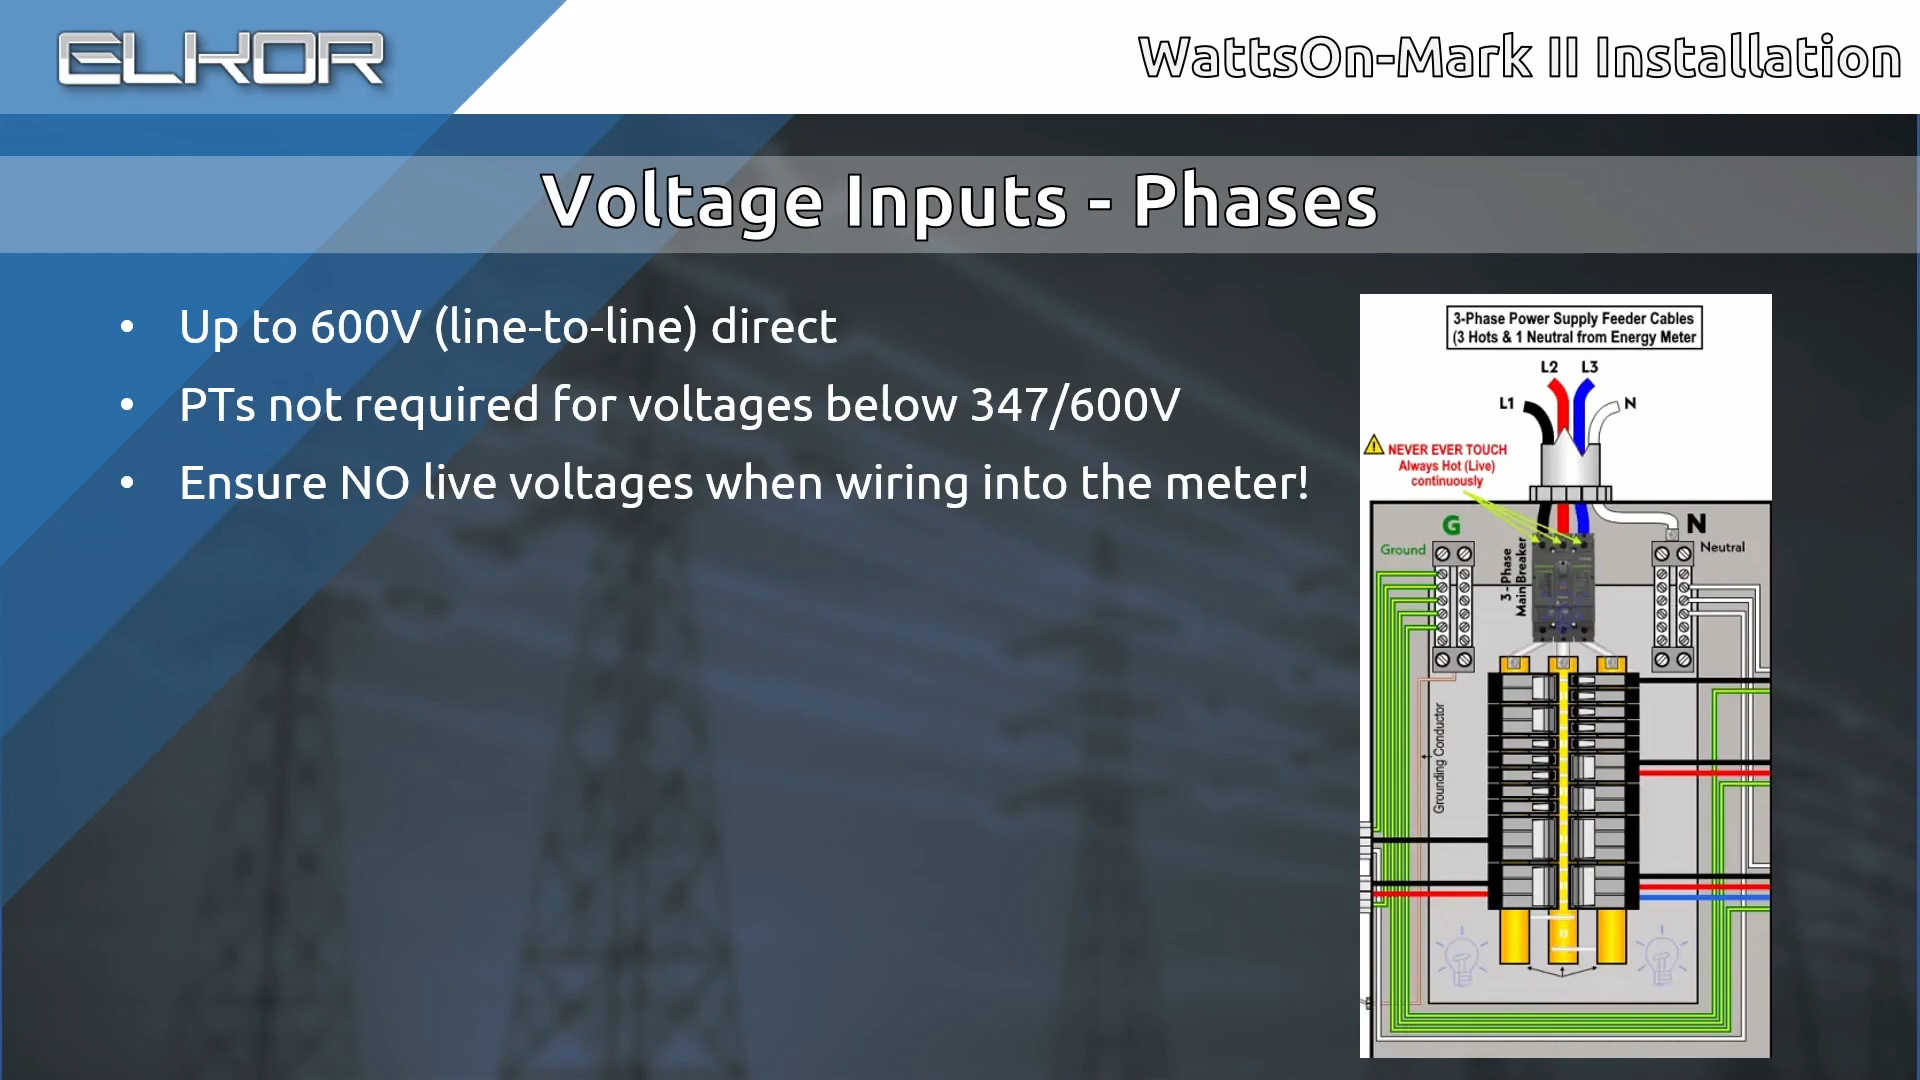 ELKOR
WattsOn-Mark II Installation
Voltage Inputs - Phases
• Up to 600V (line-to-line) direct
• PTs not required for voltages below 347/600V
• Ensure NO live voltages when wiring into the meter!
3-Phase Power Supply Feeder Cables
(3 Hots & 1 Neutral from Energy Meter
L2 L3
L1 N
NEVER EVER TOUCH
Always Hot (Live)
continuously
G N
Ground Neutral
3-Phase
Main Breaker
Grounding Conductor